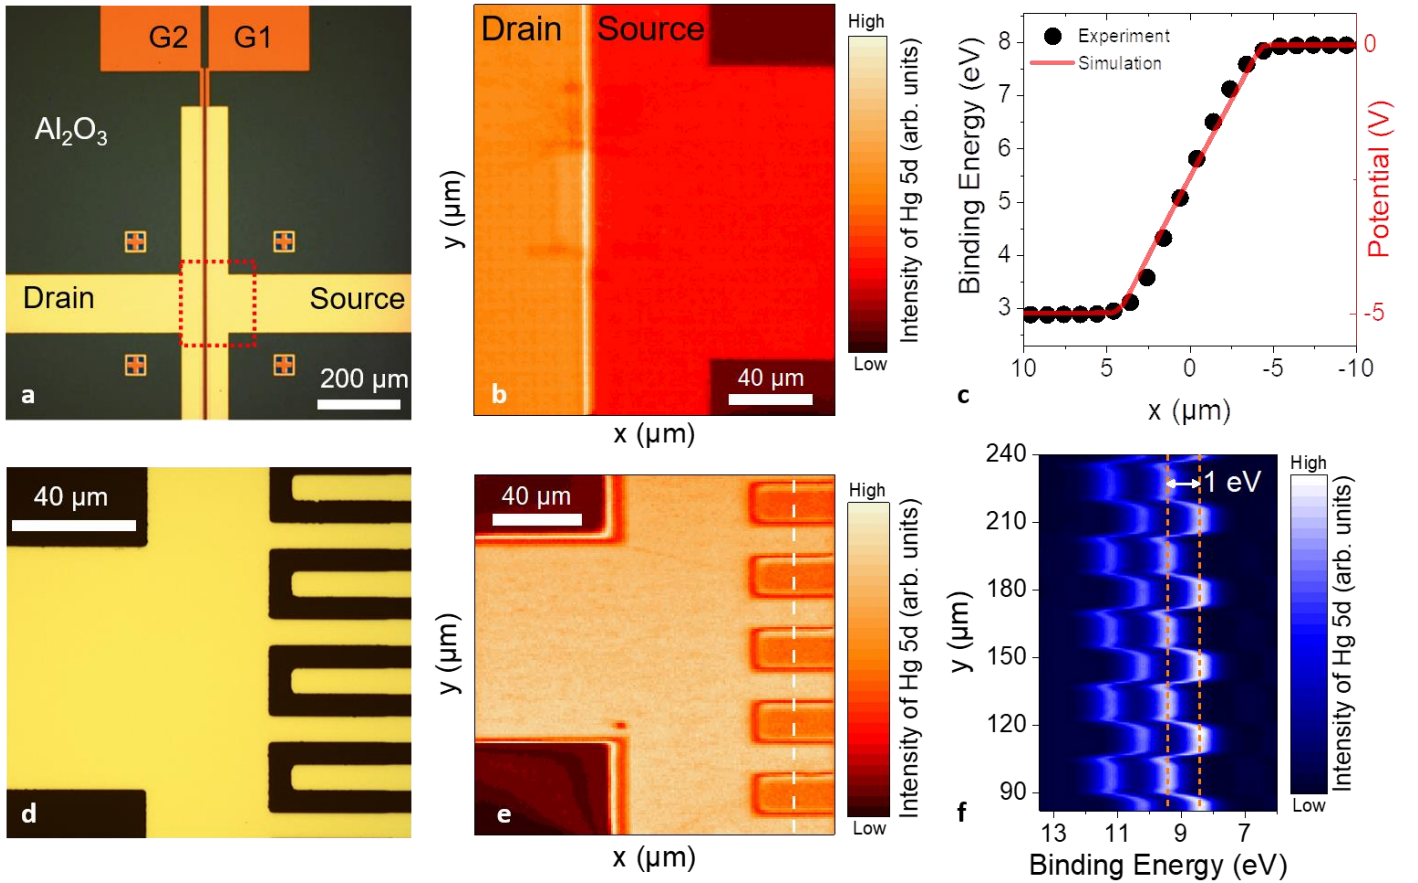 G2 G1
Al2O3
Drain Source
200 μm
a
Drain Source
y (μm)
40 μm
b
x (μm)
High
Low
Intensity of Hg 5d (arb. units)
Experiment
Simulation
Binding Energy (eV)
8
7
6
5
4
3
0
-5
Potential (V)
10 5 0 -5 -10
c
x (μm)
40 μm
d
40 μm
y (μm)
e
x (μm)
High
Low
Intensity of Hg 5d (arb. units)
240
210
180
150
120
90
y (μm)
1 eV
f
13 11 9 7
Binding Energy (eV)
High
Low
Intensity of Hg 5d (arb. units)